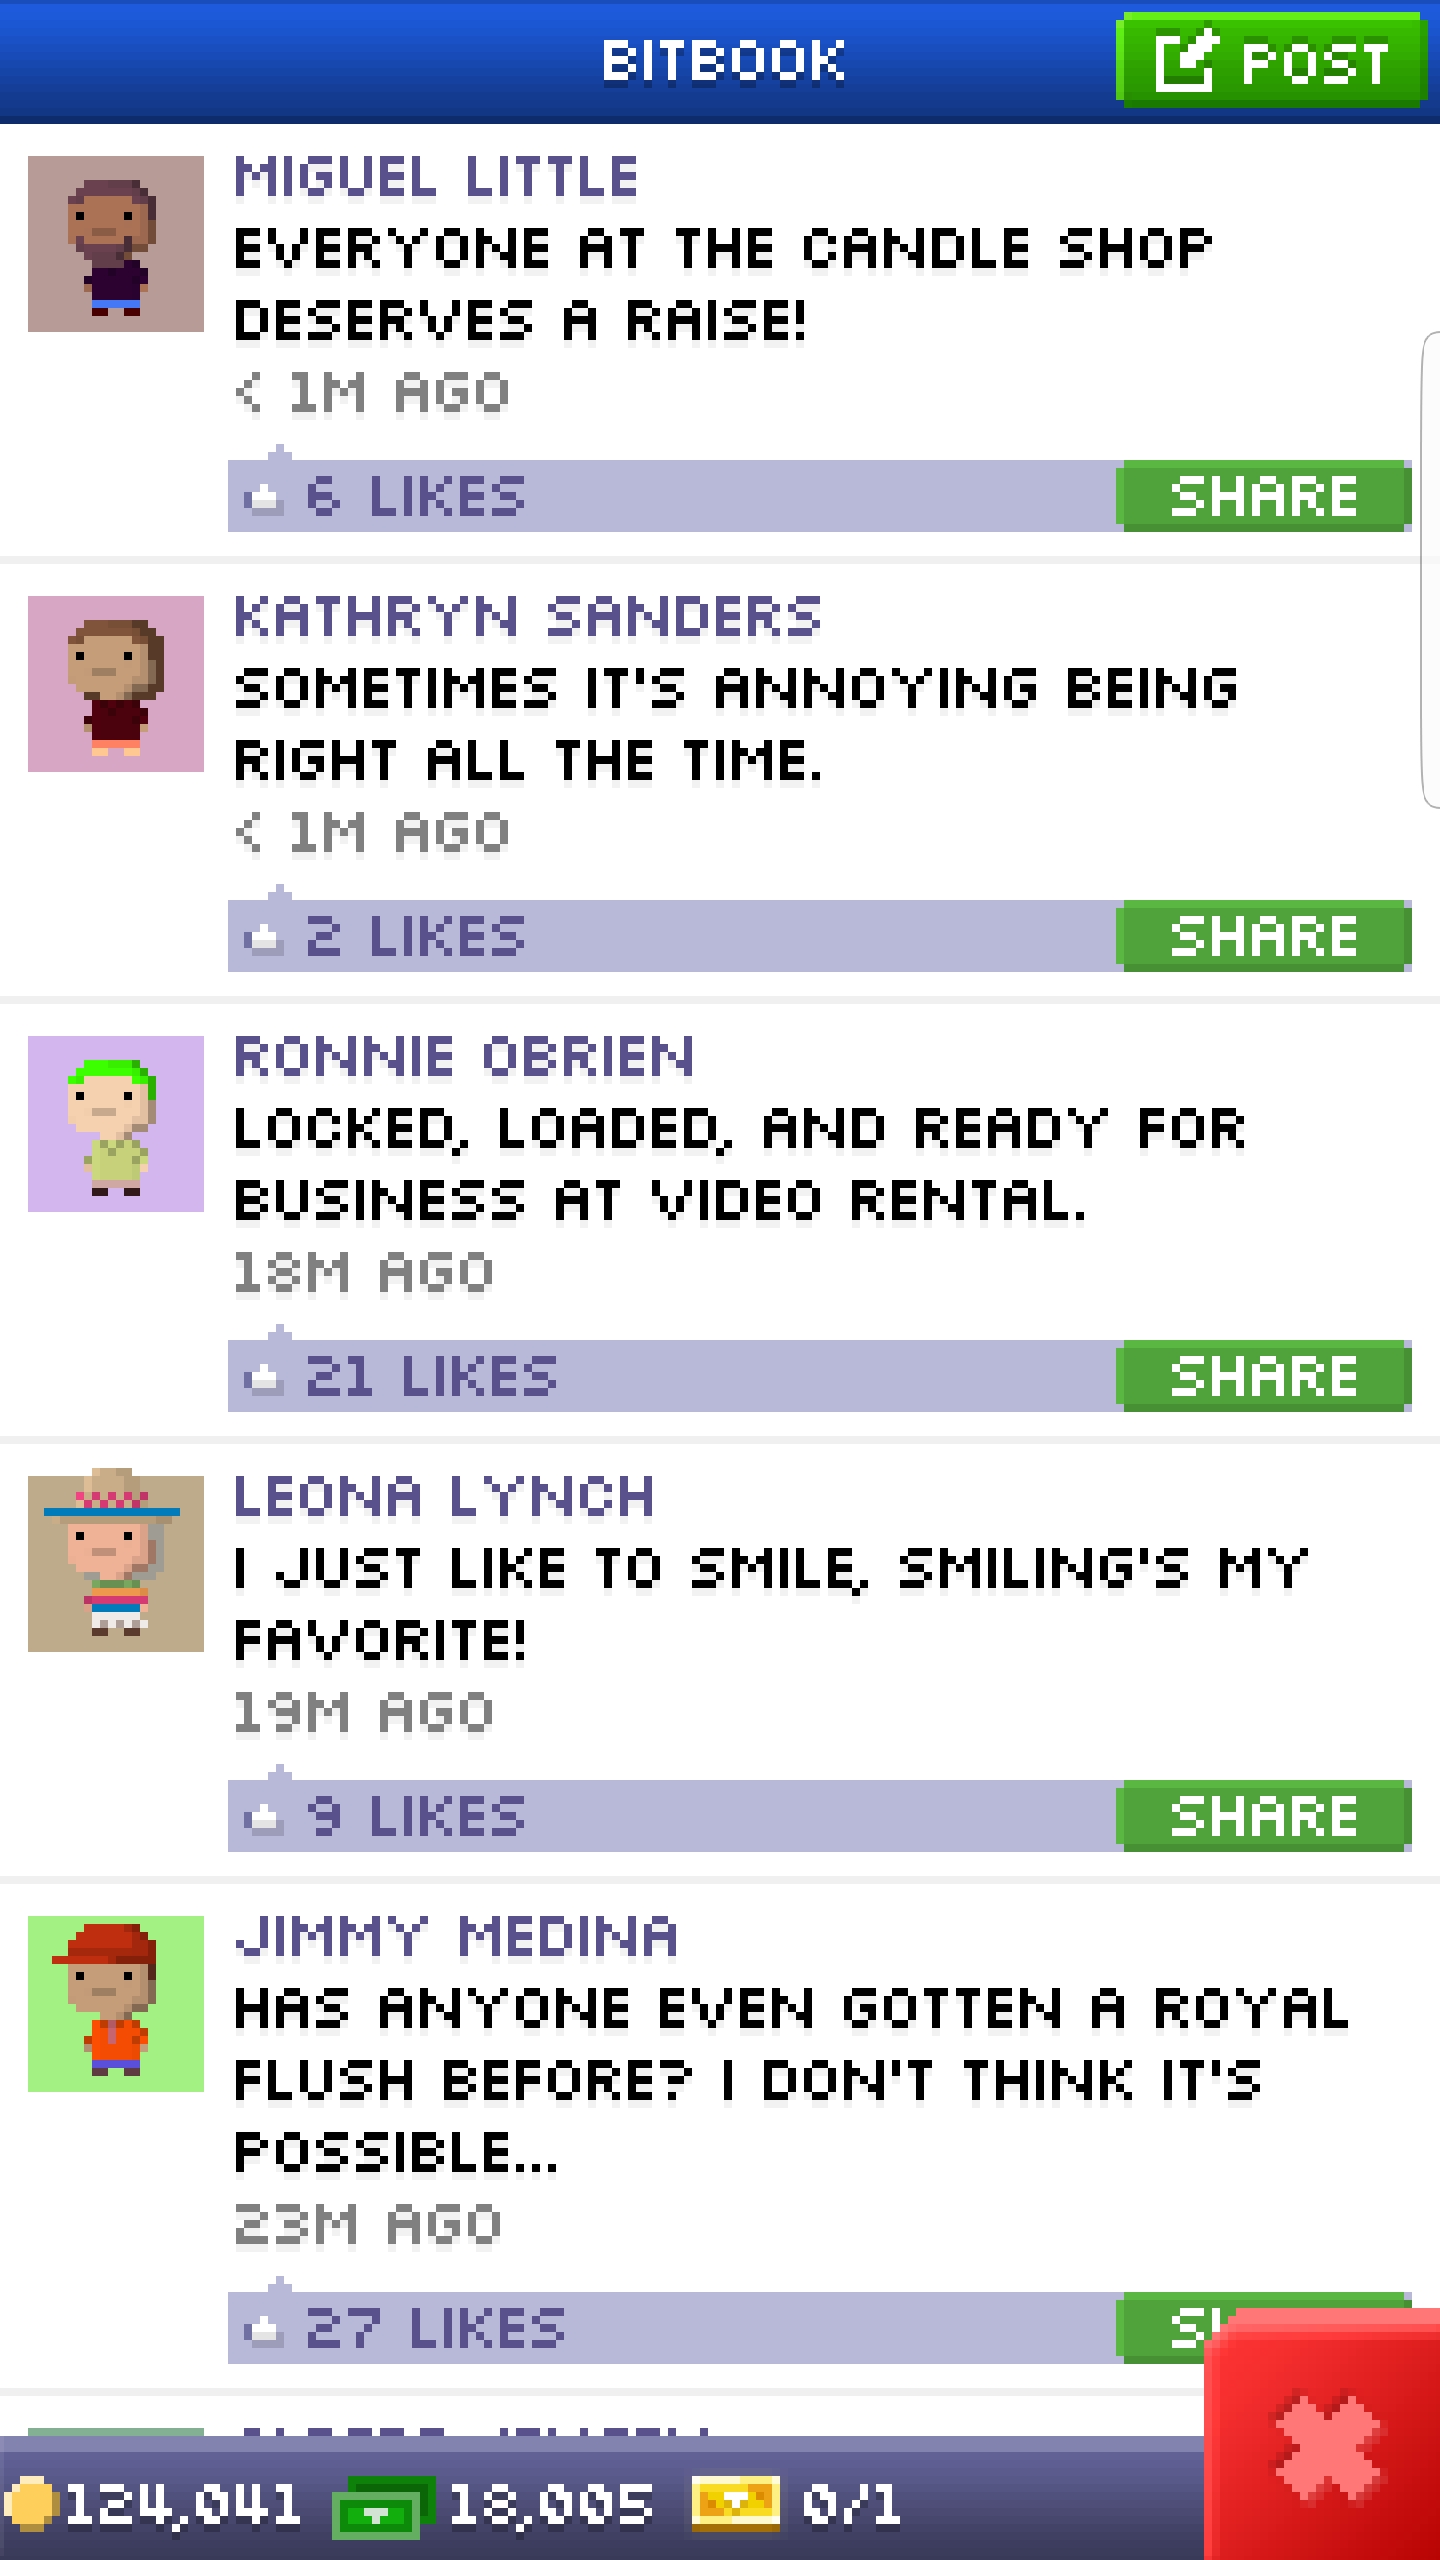 BITBOOK
POST
MIGUEL LITTLE
EVERYONE AT THE CANDLE SHOP
DESERVES A RAISE!
< 1M AGO
6 LIKES
SHARE
KATHRYN SANDERS
SOMETIMES IT'S ANNOYING BEING
RIGHT ALL THE TIME.
< 1M AGO
2 LIKES
SHARE
RONNIE OBRIEN
LOCKED, LOADED, AND READY FOR
BUSINESS AT VIDEO RENTAL.
18M AGO
21 LIKES
SHARE
LEONA LYNCH
I JUST LIKE TO SMILE, SMILING'S MY
FAVORITE!
19M AGO
9 LIKES
SHARE
JIMMY MEDINA
HAS ANYONE EVEN GOTTEN A ROYAL
FLUSH BEFORE? I DON'T THINK IT'S
POSSIBLE...
23M AGO
27 LIKES
124,041
18,005
0/1